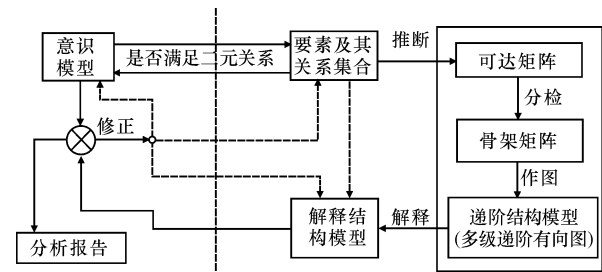 意识
模型
是否满足二元关系
要素及其
关系集合
推断
可达矩阵
分检
骨架矩阵
作图
递阶结构模型
(多级递阶有向图)
修正
解释结
构模型
解释
分析报告